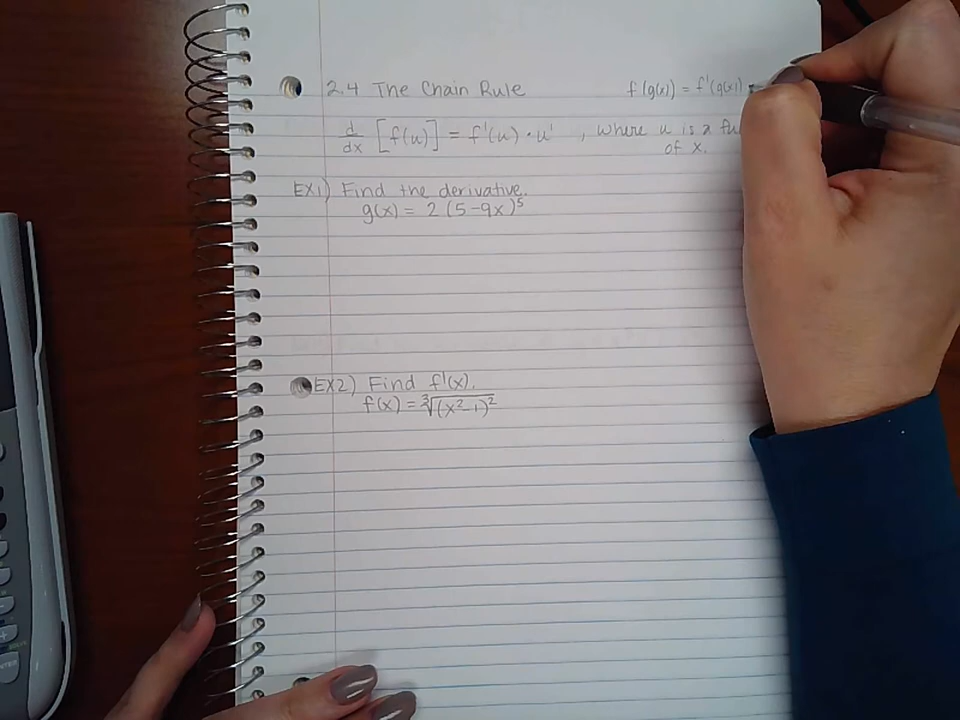 2.4 The Chain Rule f(g(x)) = f'(g(x)) •
d/dx [f(u)] = f'(u) • u' , where u is a
of x.
EX1) Find the derivative.
g(x) = 2(5-9x)^5
EX2) Find f'(x).
f(x) = ∛(x²-1)²